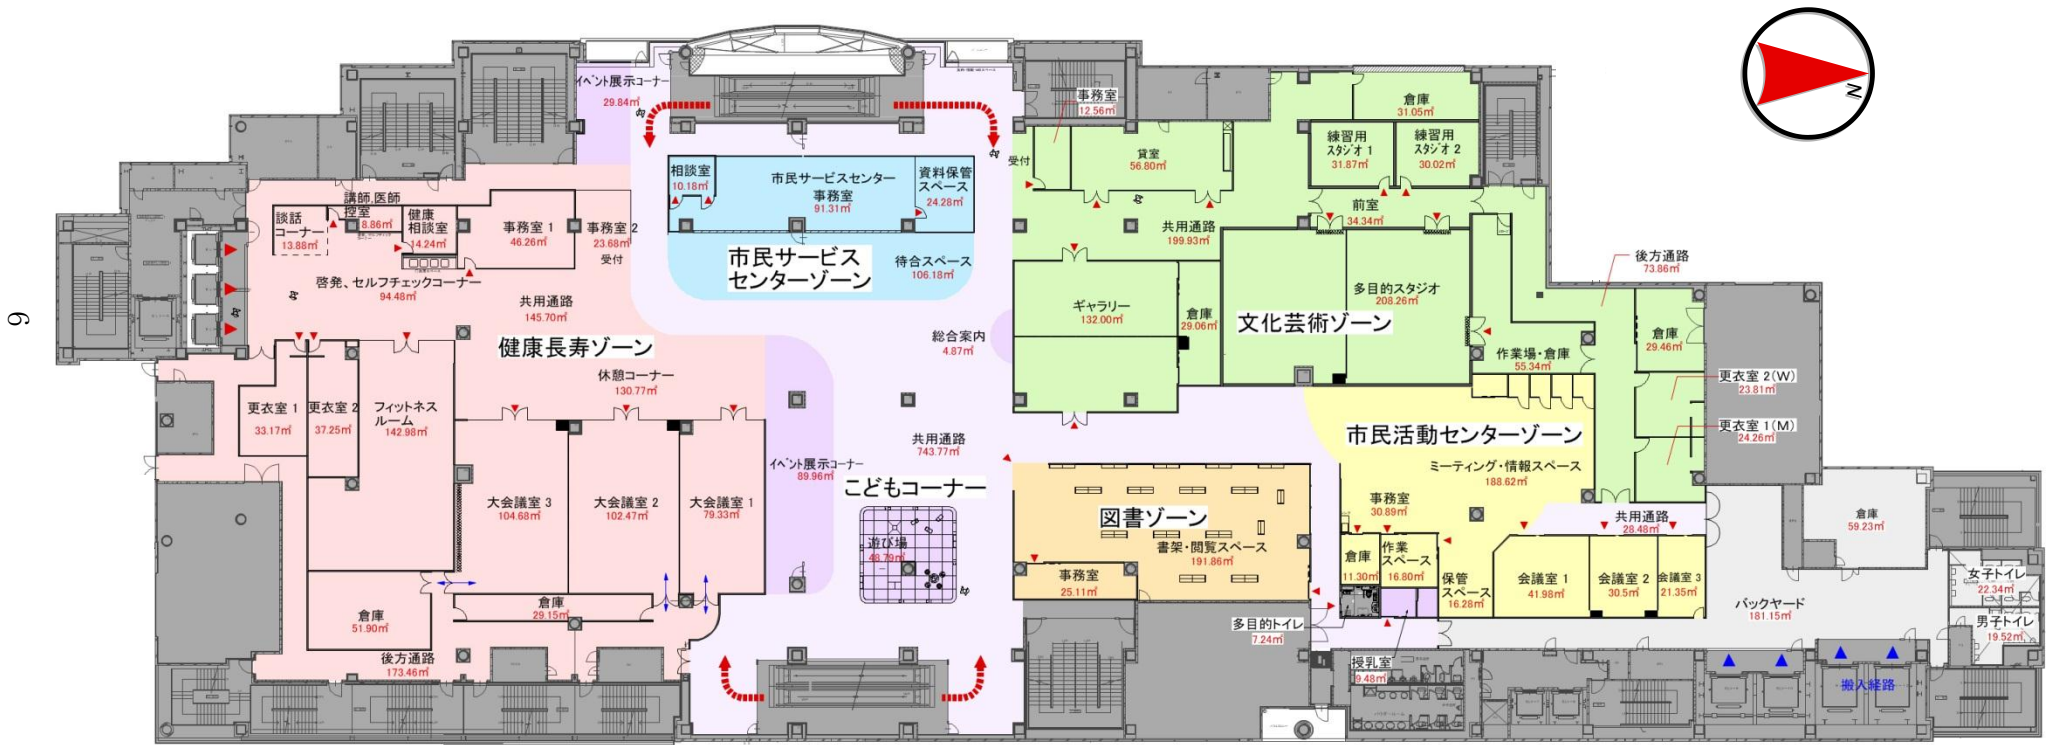 イベント展示コーナー
29.84㎡
相談室
10.18㎡
市民サービスセンター
事務室
91.31㎡
資料保管
スペース
24.28㎡
市民サービス
センターゾーン
待合スペース
106.18㎡
講師、医師
控室
8.86㎡
談話
コーナー
13.88㎡
健康
相談室
14.24㎡
事務室 1
46.26㎡
事務室 2
23.68㎡
受付
啓発、セルフチェックコーナー
94.48㎡
共用通路
145.70㎡
健康長寿ゾーン
休憩コーナー
130.77㎡
更衣室 1
33.17㎡
更衣室 2
37.25㎡
フィットネス
ルーム
142.98㎡
大会議室 3
104.68㎡
大会議室 2
102.47㎡
大会議室 1
79.33㎡
倉庫
51.90㎡
倉庫
29.15㎡
後方通路
173.46㎡
イベント展示コーナー
89.96㎡
総合案内
4.87㎡
共用通路
743.77㎡
こどもコーナー
遊び場
48.79㎡
事務室
12.56㎡
受付
貸室
56.80㎡
倉庫
31.05㎡
練習用
スタジオ 1
31.87㎡
練習用
スタジオ 2
30.02㎡
前室
34.34㎡
共用通路
199.93㎡
ギャラリー
132.00㎡
倉庫
29.06㎡
多目的スタジオ
208.26㎡
文化芸術ゾーン
後方通路
73.86㎡
倉庫
29.46㎡
作業場・倉庫
55.34㎡
更衣室 2(W)
23.81㎡
更衣室 1(M)
24.26㎡
市民活動センターゾーン
ミーティング・情報スペース
188.62㎡
事務室
30.89㎡
共用通路
28.48㎡
倉庫
11.30㎡
作業
スペース
16.80㎡
保管
スペース
16.28㎡
会議室 1
41.98㎡
会議室 2
30.5㎡
会議室 3
21.35㎡
図書ゾーン
書架・閲覧スペース
191.86㎡
事務室
25.11㎡
多目的トイレ
7.24㎡
授乳室
9.48㎡
倉庫
59.23㎡
女子トイレ
22.34㎡
男子トイレ
19.52㎡
バックヤード
181.15㎡
搬入経路
N
9